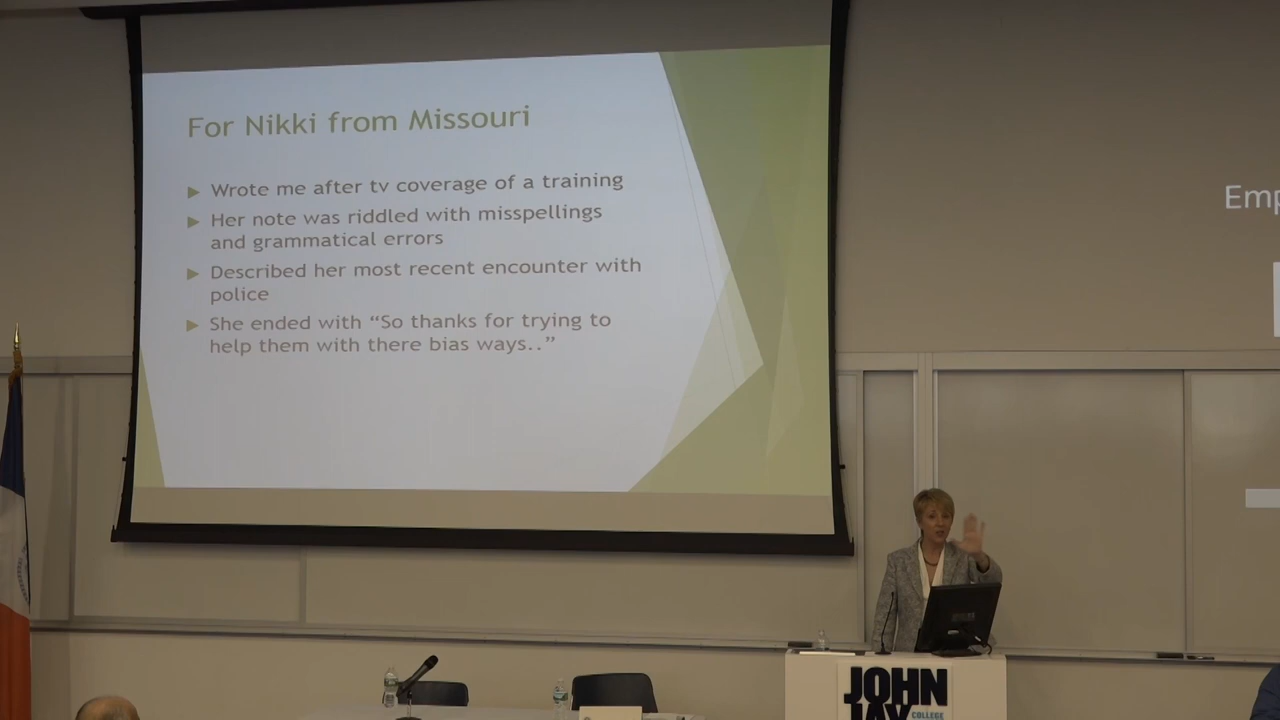 For Nikki from Missouri
Wrote me after tv coverage of a training
Her note was riddled with misspellings
and grammatical errors
Described her most recent encounter with
police
She ended with “So thanks for trying to
help them with there bias ways..”
Emp
JOHN
JAY
COLLEGE